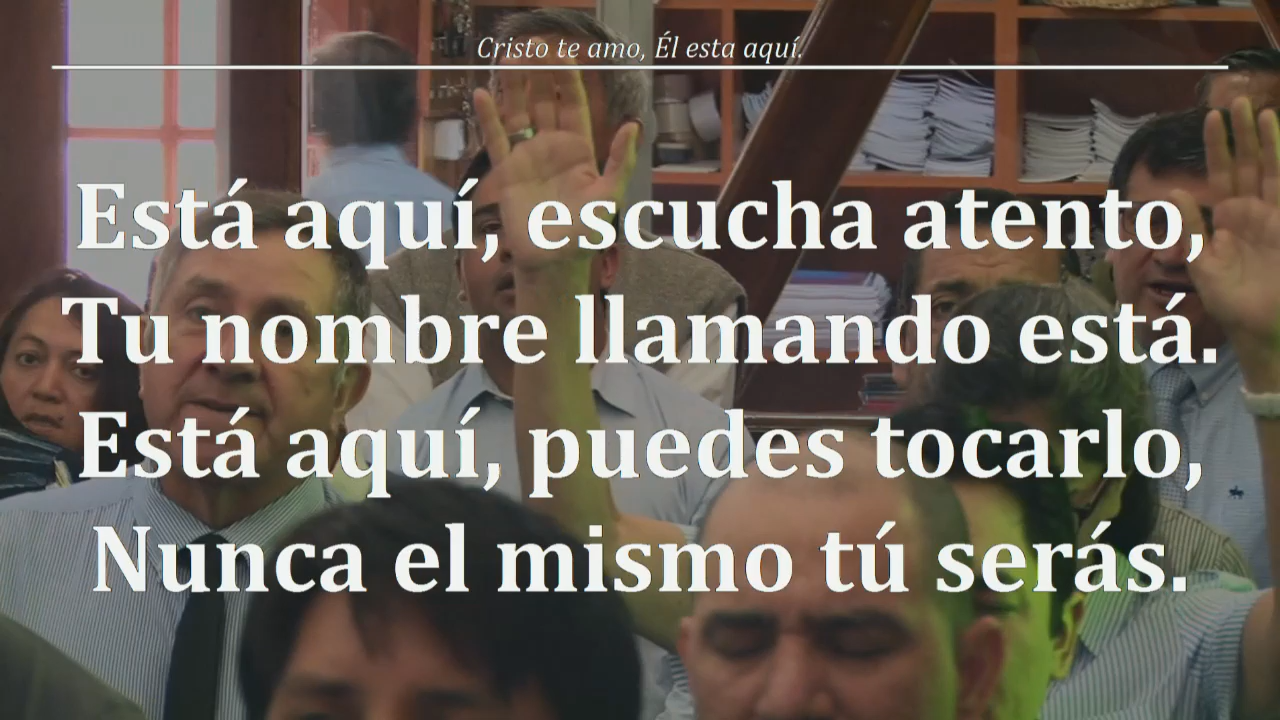 Cristo te amo, Él esta aquí.
Está aquí, escucha atento,
Tu nombre llamando está.
Está aquí, puedes tocarlo,
Nunca el mismo tú serás.